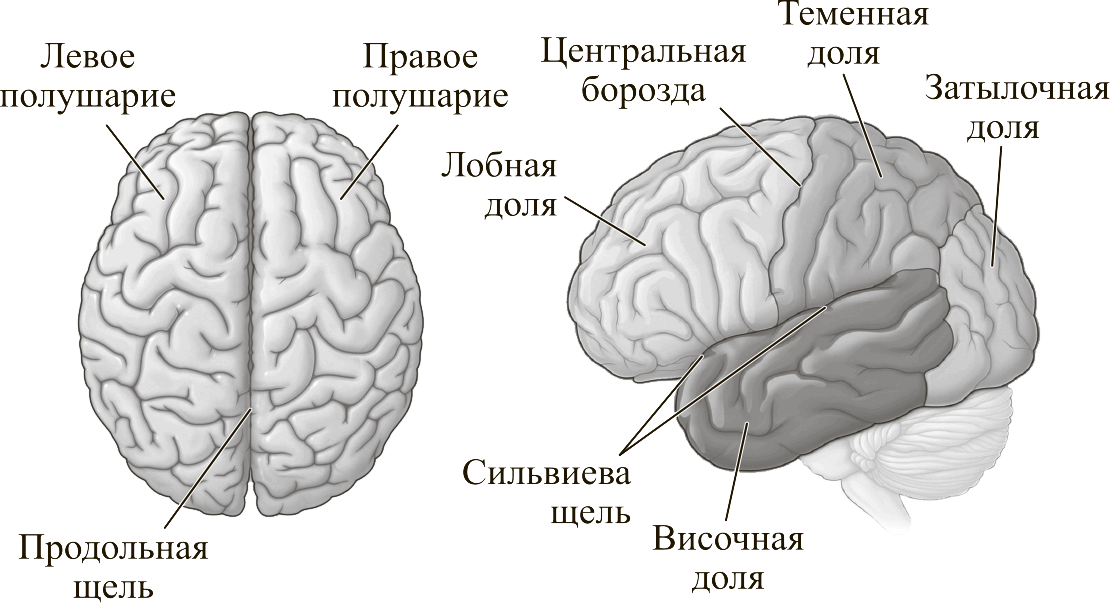 Левое
полушарие
Правое
полушарие
Продольная
щель
Центральная
борозда
Теменная
доля
Затылочная
доля
Лобная
доля
Сильвиева
щель
Височная
доля